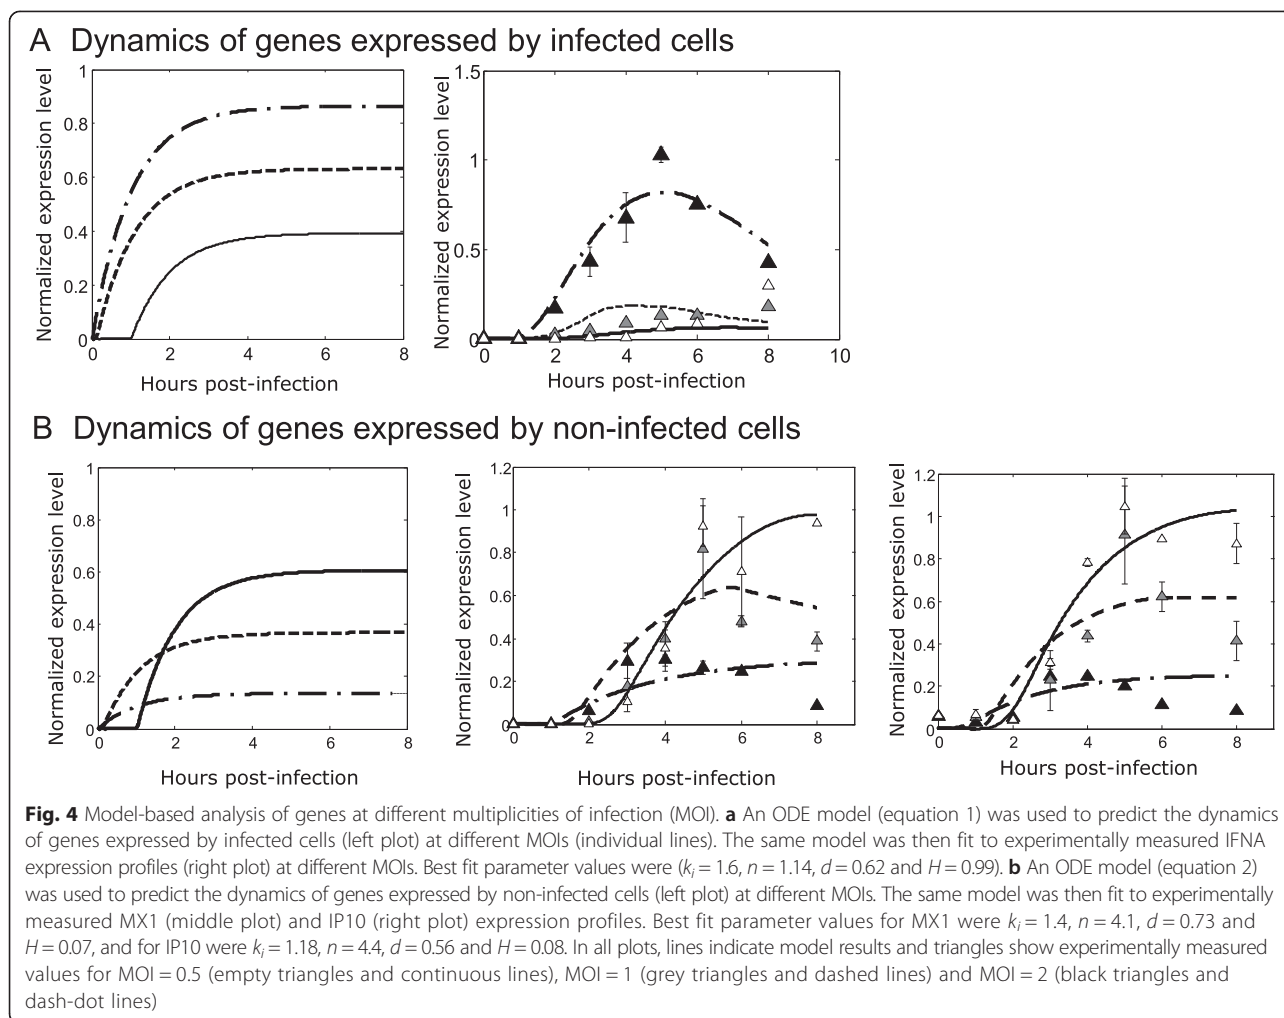 A Dynamics of genes expressed by infected cells
Normalized expression level
1
0.8
0.6
0.4
0.2
0
0 2 4 6 8
Hours post-infection
Normalized expression level
1.5
1
0.5
0
0 2 4 6 8 10
Hours post-infection
B Dynamics of genes expressed by non-infected cells
Normalized expression level
1
0.8
0.6
0.4
0.2
0
0 2 4 6 8
Hours post-infection
Normalized expression level
1.2
1
0.8
0.6
0.4
0.2
0
0 2 4 6 8
Hours post-infection
Normalized expression level
1.2
1
0.8
0.6
0.4
0.2
0
0 2 4 6 8
Hours post-infection
Fig. 4 Model-based analysis of genes at different multiplicities of infection (MOI). a An ODE model (equation 1) was used to predict the dynamics
of genes expressed by infected cells (left plot) at different MOIs (individual lines). The same model was then fit to experimentally measured IFNA
expression profiles (right plot) at different MOIs. Best fit parameter values were (ki = 1.6, n = 1.14, d = 0.62 and H = 0.99). b An ODE model (equation 2)
was used to predict the dynamics of genes expressed by non-infected cells (left plot) at different MOIs. The same model was then fit to experimentally
measured MX1 (middle plot) and IP10 (right plot) expression profiles. Best fit parameter values for MX1 were ki = 1.4, n = 4.1, d = 0.73 and
H = 0.07, and for IP10 were ki = 1.18, n = 4.4, d = 0.56 and H = 0.08. In all plots, lines indicate model results and triangles show experimentally measured
values for MOI = 0.5 (empty triangles and continuous lines), MOI = 1 (grey triangles and dashed lines) and MOI = 2 (black triangles and
dash-dot lines)